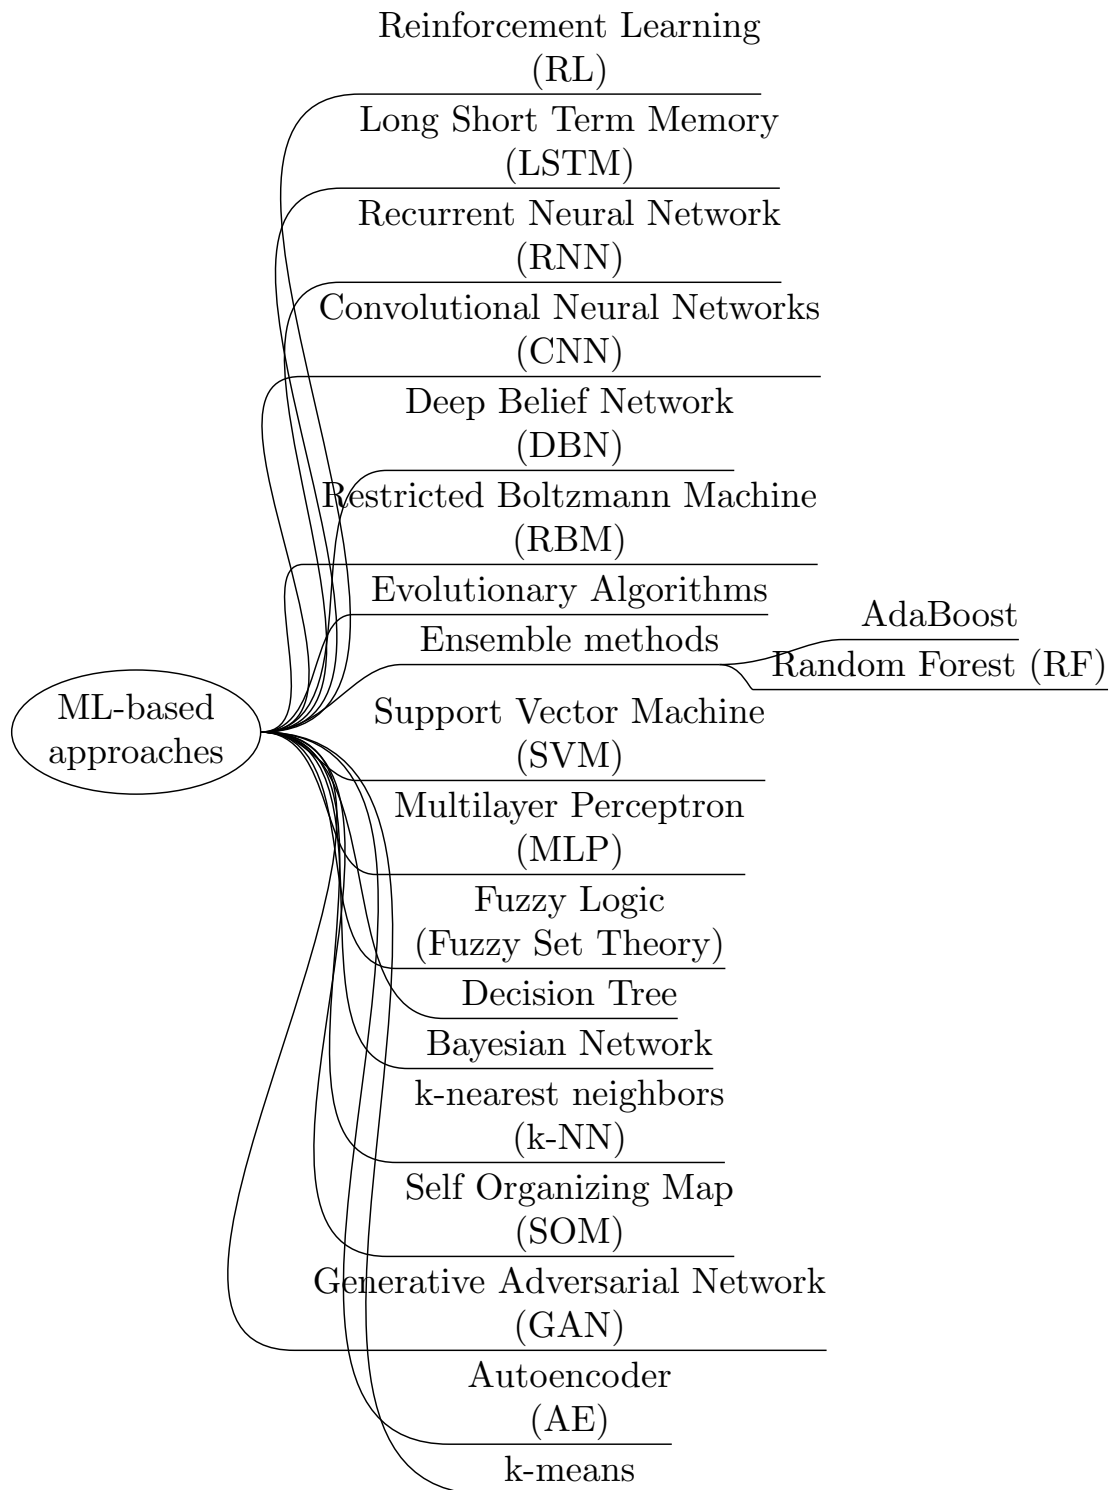 Reinforcement Learning
(RL)
Long Short Term Memory
(LSTM)
Recurrent Neural Network
(RNN)
Convolutional Neural Networks
(CNN)
Deep Belief Network
(DBN)
Restricted Boltzmann Machine
(RBM)
Evolutionary Algorithms
Ensemble methods
AdaBoost
Random Forest (RF)
ML-based
approaches
Support Vector Machine
(SVM)
Multilayer Perceptron
(MLP)
Fuzzy Logic
(Fuzzy Set Theory)
Decision Tree
Bayesian Network
k-nearest neighbors
(k-NN)
Self Organizing Map
(SOM)
Generative Adversarial Network
(GAN)
Autoencoder
(AE)
k-means